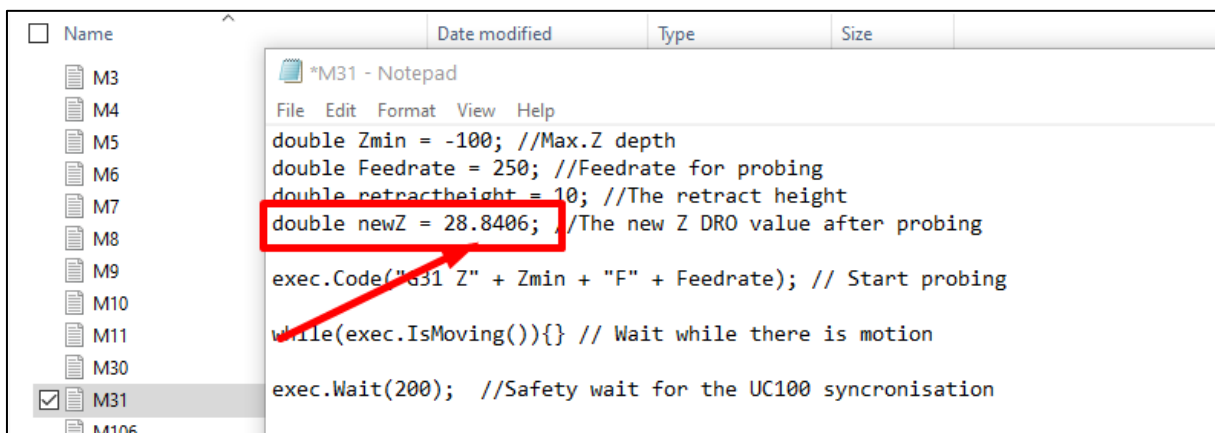 Name Date modified Type Size
M3
M4
M5
M6
M7
M8
M9
M10
M11
M30
M31
M106
*M31 - Notepad
File Edit Format View Help
double Zmin = -100; //Max.Z depth
double Feedrate = 250; //Feedrate for probing
double retractheight = 10; //The retract height
double newZ = 28.8406; //The new Z DRO value after probing
exec.Code("G31 Z" + Zmin + "F" + Feedrate); // Start probing
while(exec.IsMoving()){} // Wait while there is motion
exec.Wait(200);  //Safety wait for the UC100 syncronisation